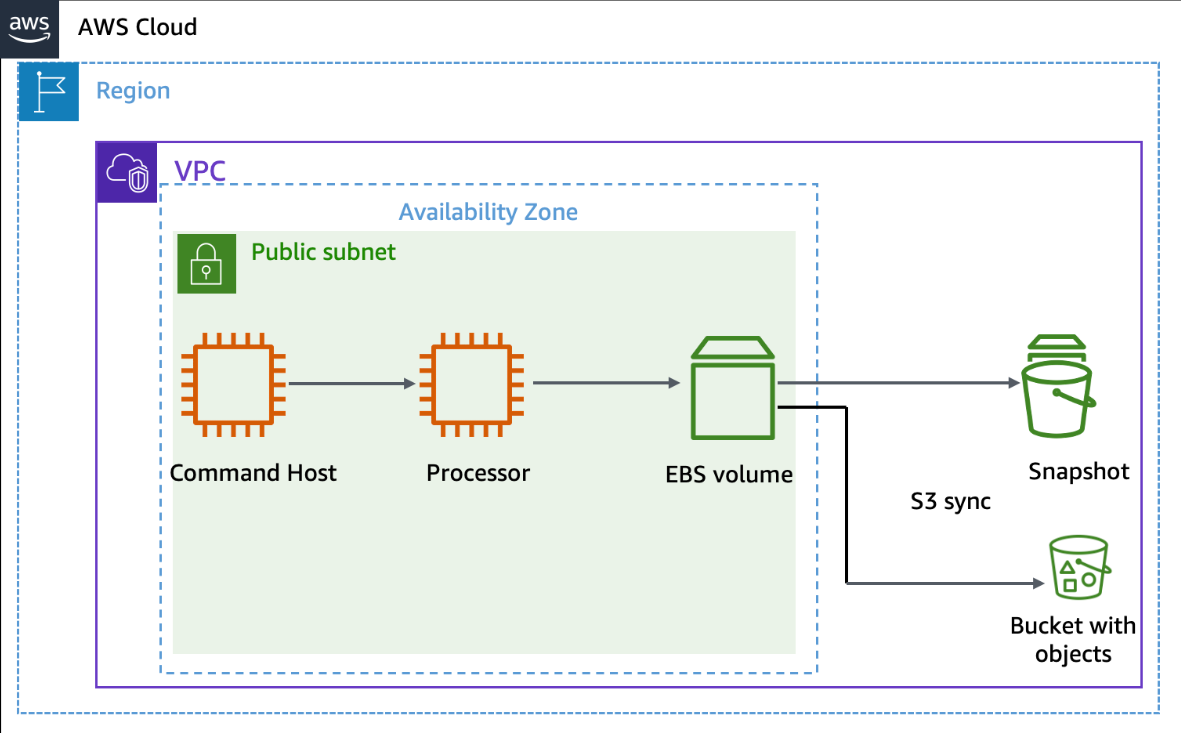 aws
AWS Cloud
Region
VPC
Availability Zone
Public subnet
Command Host
Processor
EBS volume
Snapshot
S3 sync
Bucket with
objects